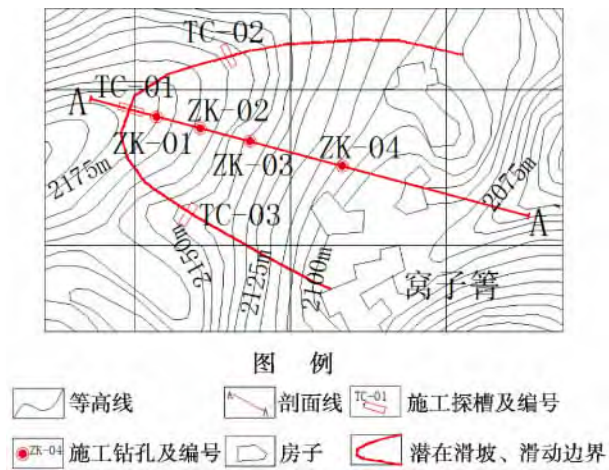 TC-02
TC-01
A
ZK-02
ZK-01
ZK-03
ZK-04
2175m
2075m
TC-03
A`
2150m
2125m
2100m
窝子箐
图 例
等高线
A A` 剖面线
TC-01 施工探槽及编号
ZK-04 施工钻孔及编号
房子
潜在滑坡、滑动边界